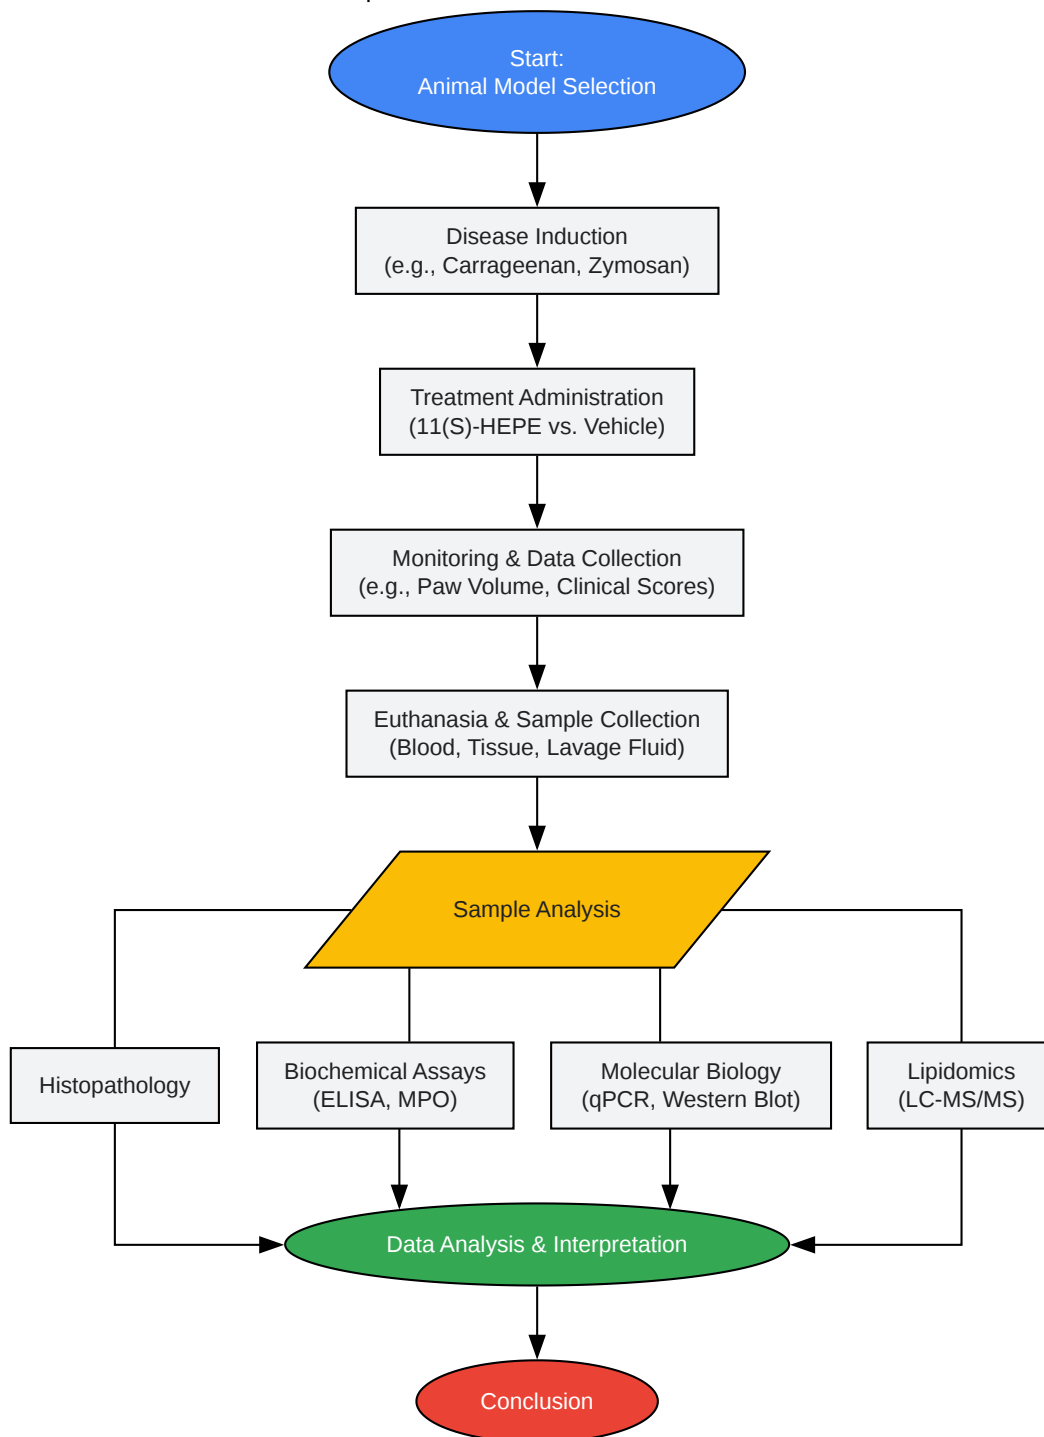 Start:
Animal Model Selection
Disease Induction
(e.g., Carrageenan, Zymosan)
Treatment Administration
(11(S)-HEPE vs. Vehicle)
Monitoring & Data Collection
(e.g., Paw Volume, Clinical Scores)
Euthanasia & Sample Collection
(Blood, Tissue, Lavage Fluid)
Sample Analysis
Histopathology
Biochemical Assays
(ELISA, MPO)
Molecular Biology
(qPCR, Western Blot)
Lipidomics
(LC-MS/MS)
Data Analysis & Interpretation
Conclusion